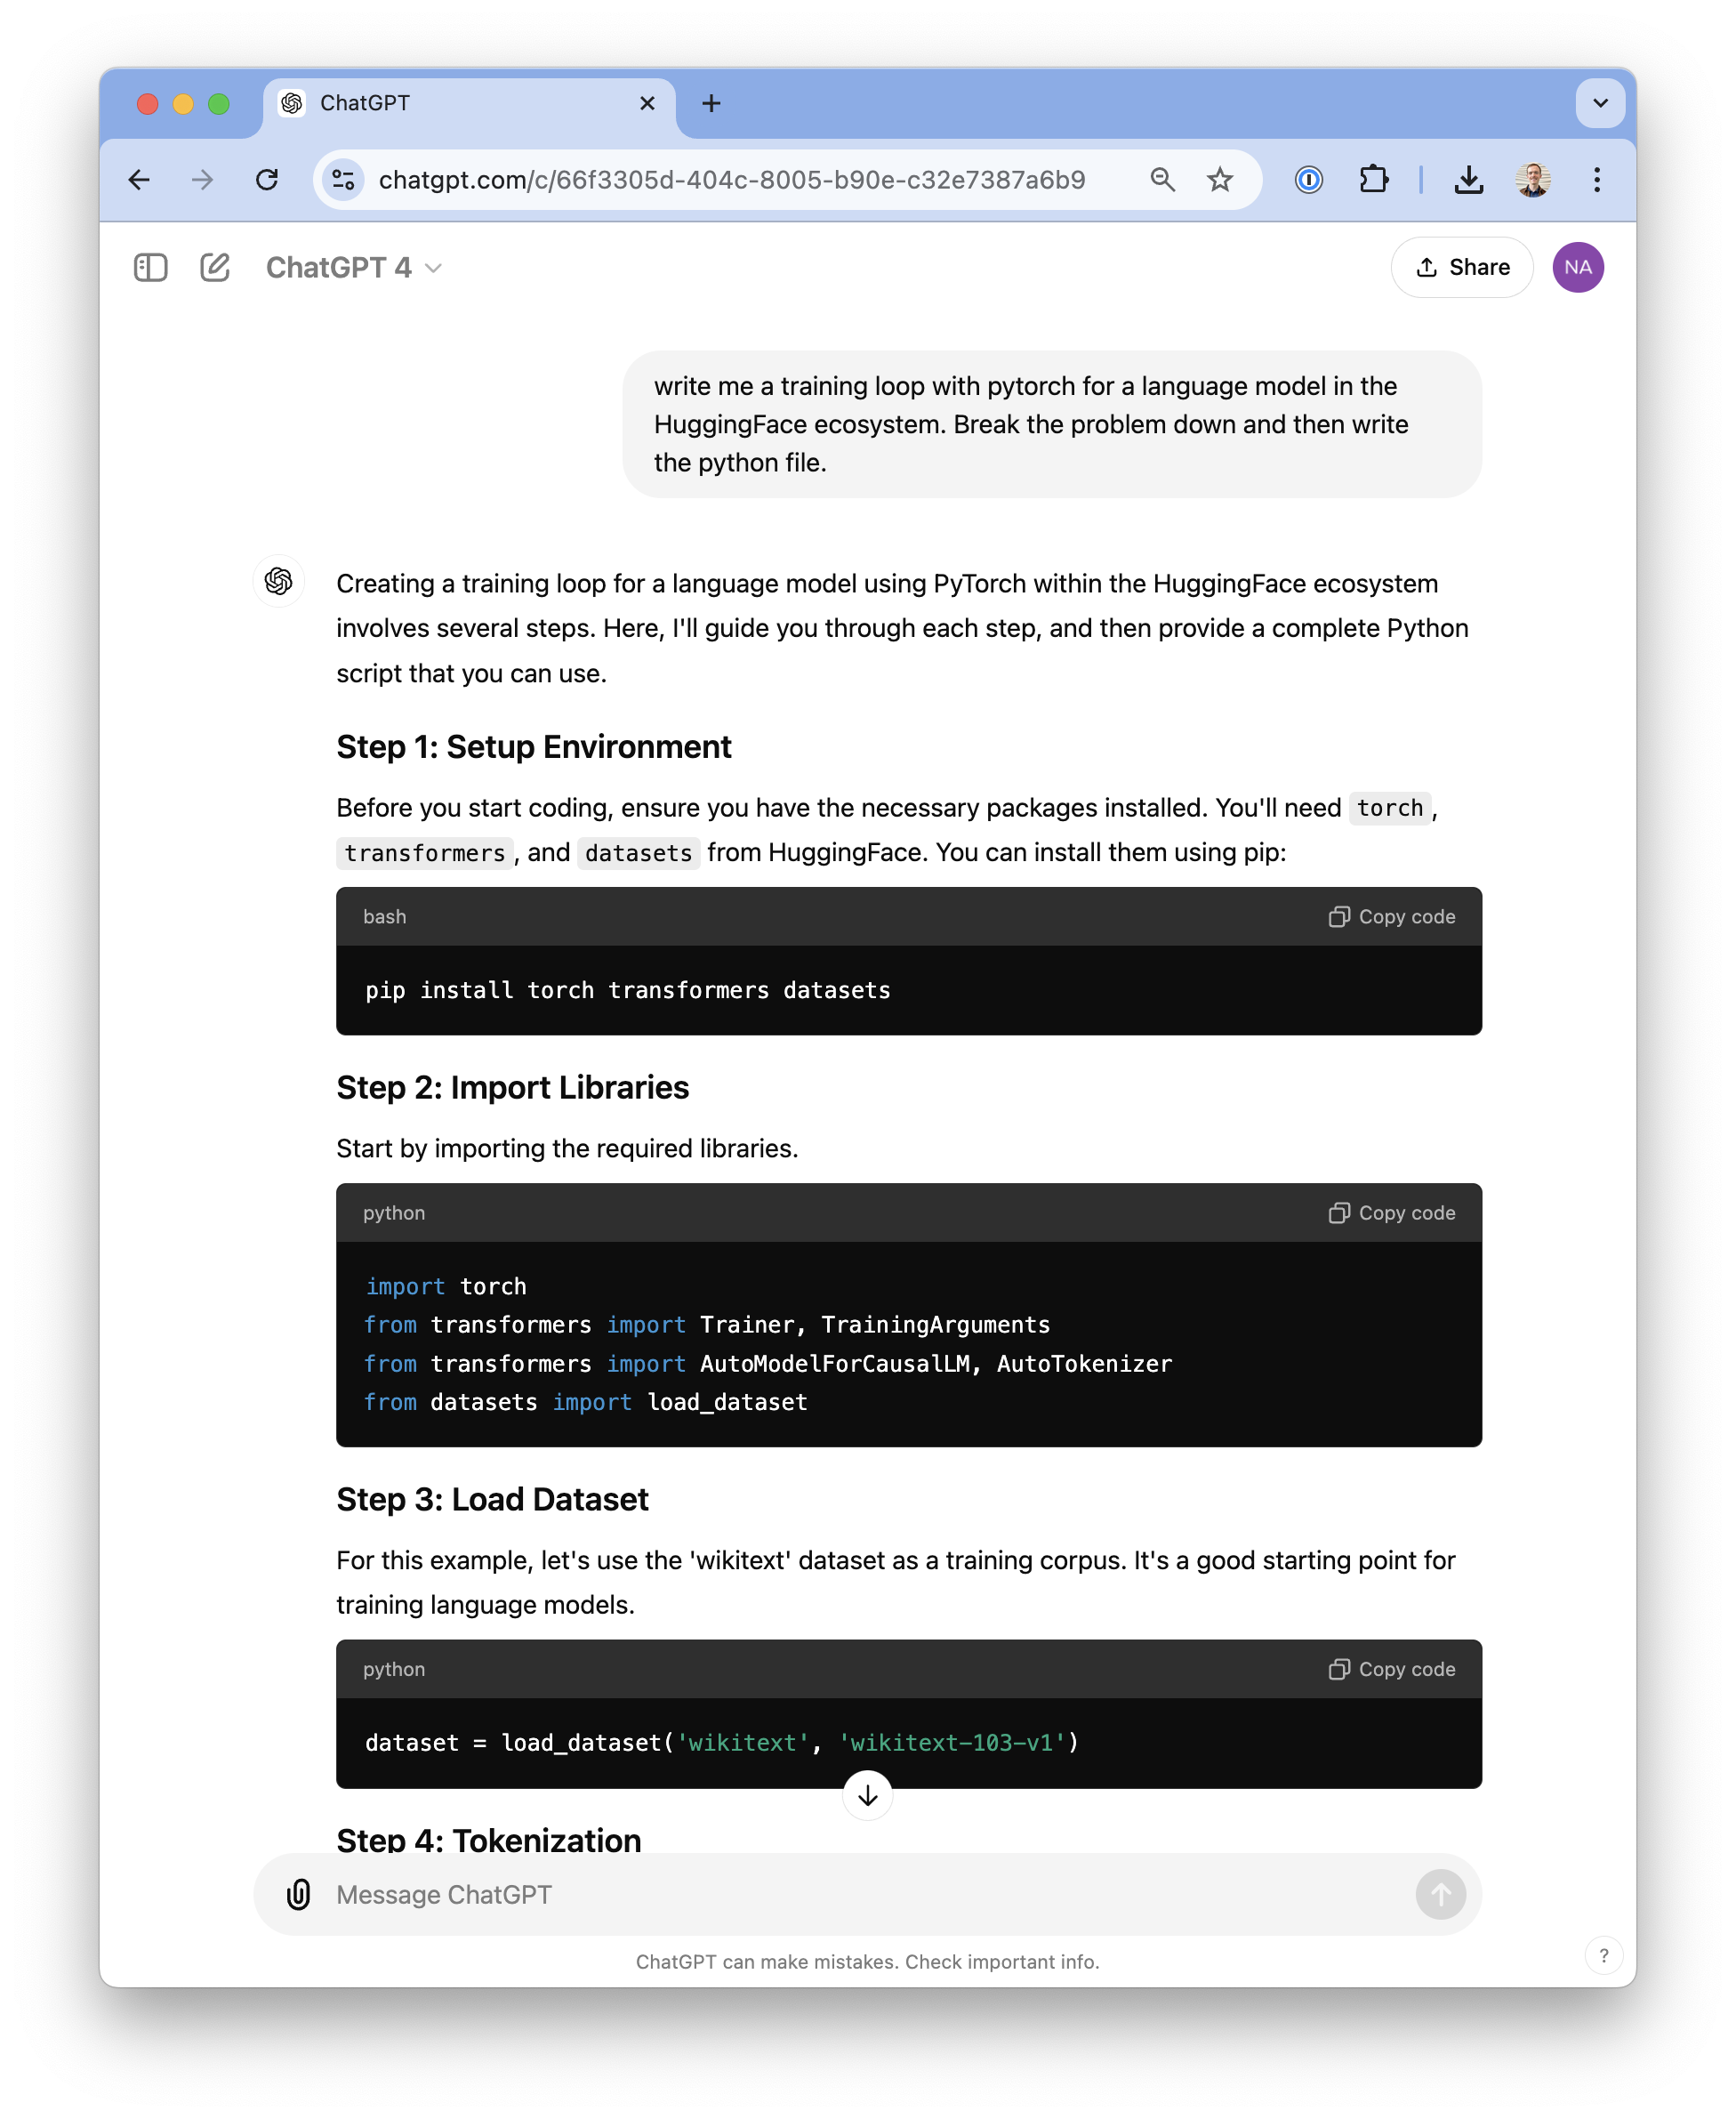 ChatGPT
chatgpt.com/c/66f3305d-404c-8005-b90e-c32e7387a6b9
ChatGPT 4
Share
NA
write me a training loop with pytorch for a language model in the
HuggingFace ecosystem. Break the problem down and then write
the python file.
Creating a training loop for a language model using PyTorch within the HuggingFace ecosystem
involves several steps. Here, I'll guide you through each step, and then provide a complete Python
script that you can use.
Step 1: Setup Environment
Before you start coding, ensure you have the necessary packages installed. You'll need torch,
transformers, and datasets from HuggingFace. You can install them using pip:
bash
Copy code
pip install torch transformers datasets
Step 2: Import Libraries
Start by importing the required libraries.
python
Copy code
import torch
from transformers import Trainer, TrainingArguments
from transformers import AutoModelForCausalLM, AutoTokenizer
from datasets import load_dataset
Step 3: Load Dataset
For this example, let's use the 'wikitext' dataset as a training corpus. It's a good starting point for
training language models.
python
Copy code
dataset = load_dataset('wikitext', 'wikitext-103-v1')
Step 4: Tokenization
Message ChatGPT
ChatGPT can make mistakes. Check important info.
?